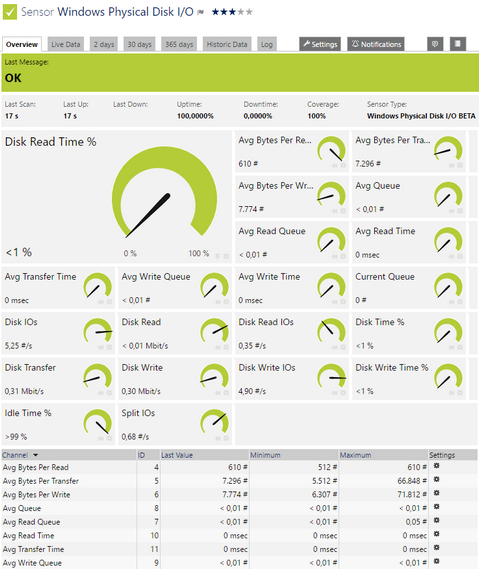 Sensor Windows Physical Disk I/O
Overview Live Data 2 days 30 days 365 days Historic Data Log Settings Notifications
Last Message:
OK
Last Scan: Last Up: Last Down: Uptime: Downtime: Coverage: Sensor Type:
17 s 17 s 100,0000% 0,0000% 100% Windows Physical Disk I/O BETA
Disk Read Time %
<1 %
0 % 100 %
Avg Bytes Per Re...
610 #
Avg Bytes Per Tra...
7.296 #
Avg Bytes Per Wr...
7.774 #
Avg Queue
< 0,01 #
Avg Read Queue
< 0,01 #
Avg Read Time
0 msec
Avg Transfer Time
0 msec
Avg Write Queue
< 0,01 #
Avg Write Time
0 msec
Current Queue
0 #
Disk IOs
5,25 #/s
Disk Read
< 0,01 Mbit/s
Disk Read IOs
0,35 #/s
Disk Time %
<1 %
Disk Transfer
0,31 Mbit/s
Disk Write
0,30 Mbit/s
Disk Write IOs
4,90 #/s
Disk Write Time %
<1 %
Idle Time %
>99 %
Split IOs
0,68 #/s
Channel ID Last Value Minimum Maximum Settings
Avg Bytes Per Read 4 610 # 512 # 610 #
Avg Bytes Per Transfer 5 7.296 # 5.512 # 66.848 #
Avg Bytes Per Write 6 7.774 # 6.307 # 71.812 #
Avg Queue 8 < 0,01 # < 0,01 # < 0,01 #
Avg Read Queue 7 < 0,01 # < 0,01 # 0,05 #
Avg Read Time 10 0 msec 0 msec 0 msec
Avg Transfer Time 11 0 msec 0 msec 0 msec
Avg Write Queue 9 < 0,01 # < 0,01 # < 0,01 #